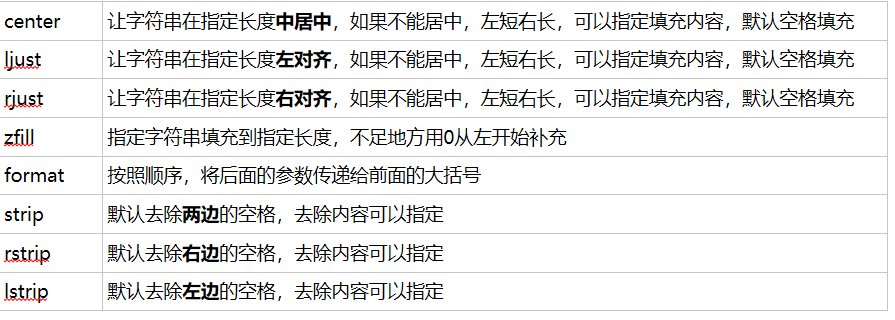 center 让字符串在指定长度中居中，如果不能居中，左短右长，可以指定填充内容，默认空格填充
ljust 让字符串在指定长度左对齐，如果不能居中，左短右长，可以指定填充内容，默认空格填充
rjust 让字符串在指定长度右对齐，如果不能居中，左短右长，可以指定填充内容，默认空格填充
zfill 指定字符串填充到指定长度，不足地方用0从左开始补充
format 按照顺序，将后面的参数传递给前面的大括号
strip 默认去除两边的空格，去除内容可以指定
rstrip 默认去除右边的空格，去除内容可以指定
lstrip 默认去除左边的空格，去除内容可以指定